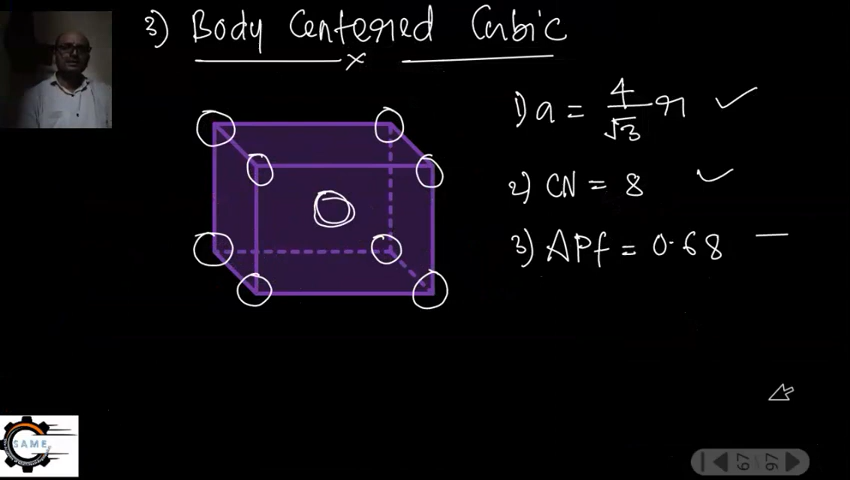 3) Body Centered Cubic
1) a = 4/√3 r
2) CN = 8
3) APf = 0.68
SAME
67/97